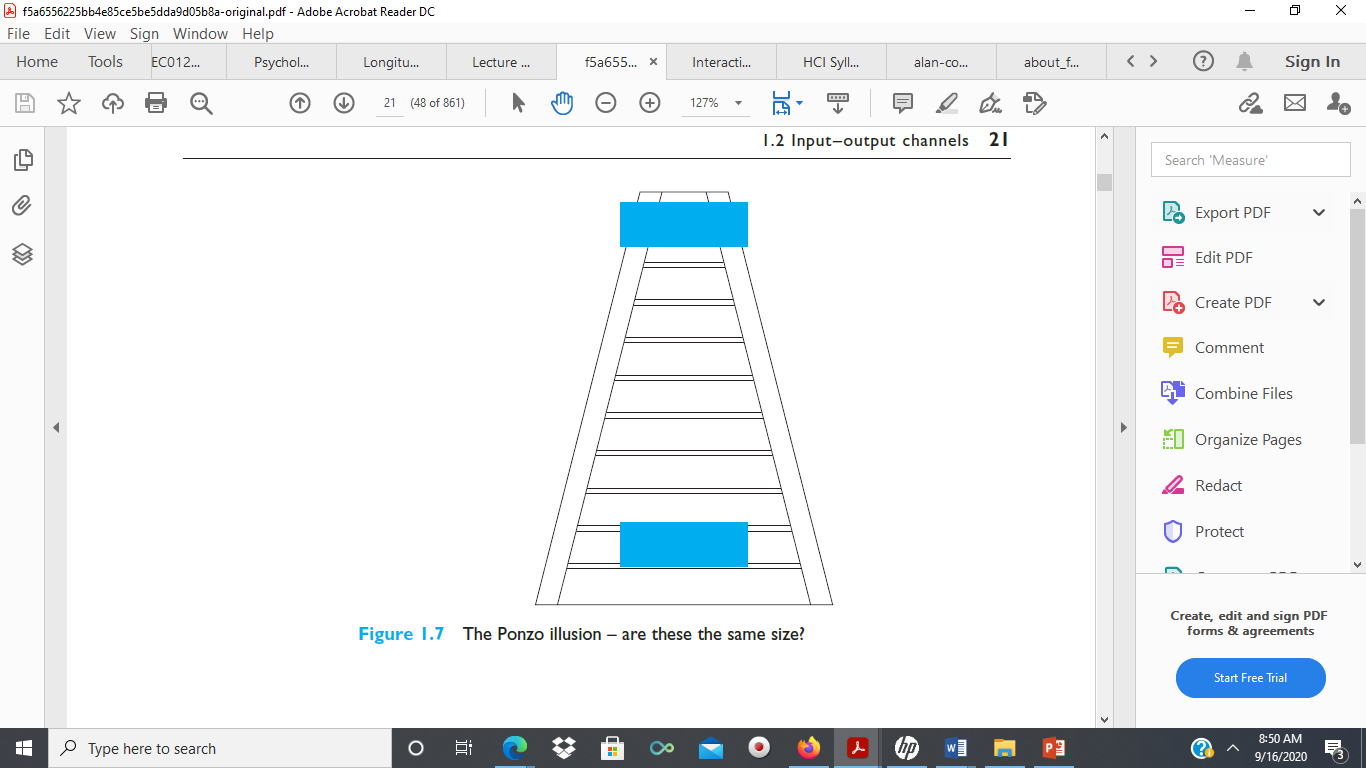 f5a6556225bb4e85ce5be5dda9d05b8a-original.pdf - Adobe Acrobat Reader DC
File Edit View Sign Window Help
Home Tools EC012... Psychol... Longitu... Lecture ... f5a655... × Interacti... HCI Syll... alan-co... about_f... Sign In
21 (48 of 861) 127%
1.2 Input–output channels 21
Figure 1.7 The Ponzo illusion – are these the same size?
Search 'Measure'
Export PDF
Edit PDF
Create PDF
Comment
Combine Files
Organize Pages
Redact
Protect
Create, edit and sign PDF
forms & agreements
Start Free Trial
Type here to search
8:50 AM
9/16/2020
3